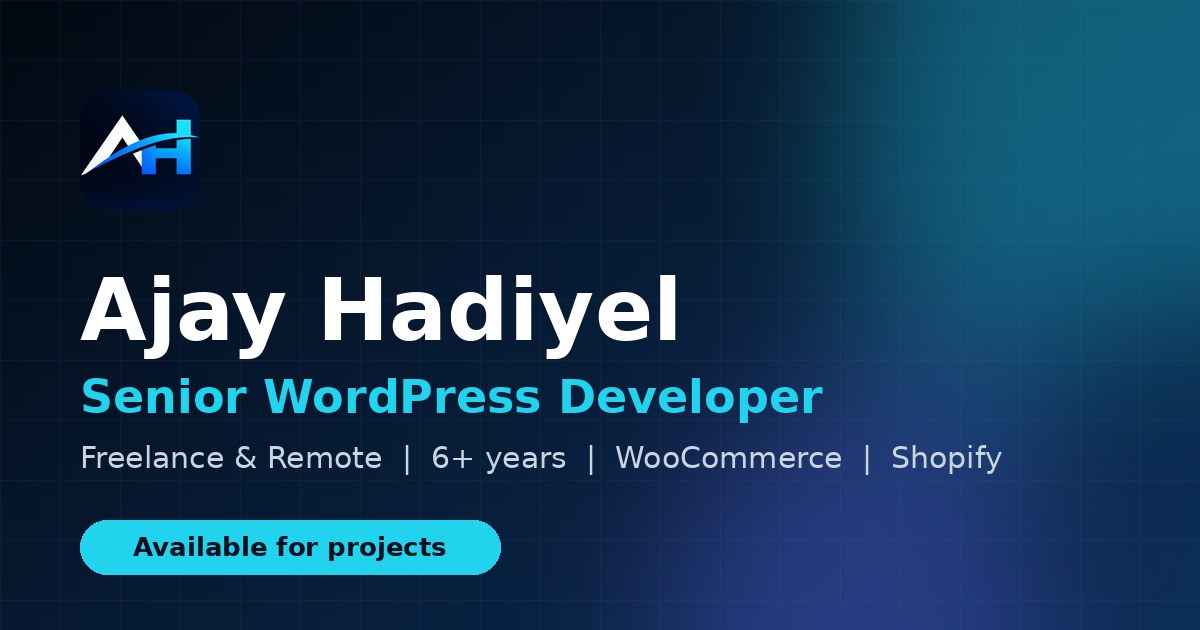 AH
Ajay Hadiyel
Senior WordPress Developer
Freelance & Remote | 6+ years | WooCommerce | Shopify
Available for projects